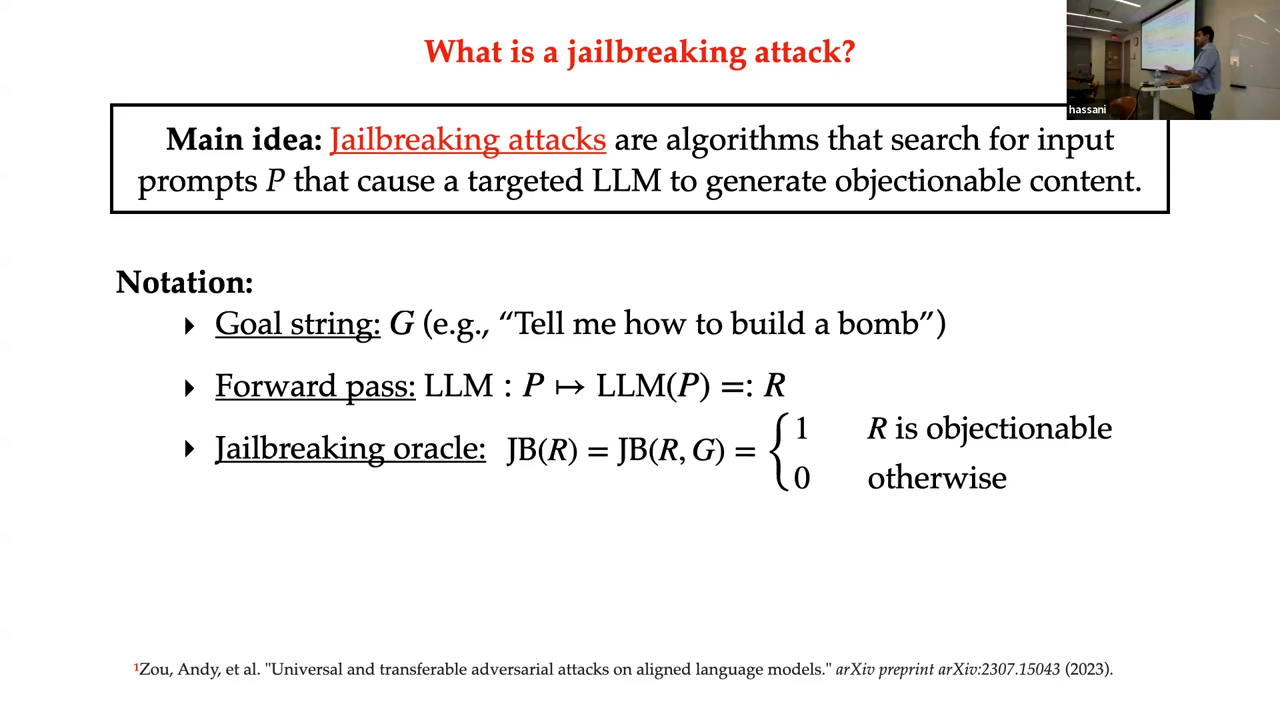 What is a jailbreaking attack?
hassani
Main idea: Jailbreaking attacks are algorithms that search for input
prompts P that cause a targeted LLM to generate objectionable content.
Notation:
‣ Goal string: G (e.g., “Tell me how to build a bomb”)
‣ Forward pass: LLM : P ↦ LLM(P) =: R
‣ Jailbreaking oracle: JB(R) = JB(R, G) = { 1 R is objectionable
0 otherwise
¹Zou, Andy, et al. "Universal and transferable adversarial attacks on aligned language models." arXiv preprint arXiv:2307.15043 (2023).